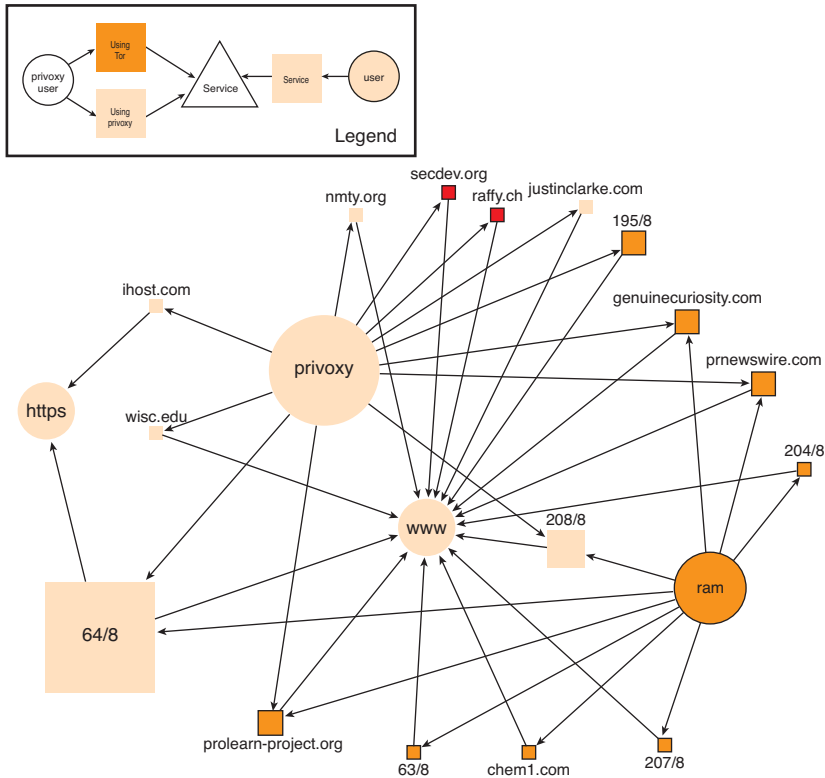 Using
Tor
privoxy
user
Using
privoxy
Service
Service
user
Legend
secdev.org
raffy.ch
justinclarke.com
nmty.org
195/8
ihost.com
genuinecuriosity.com
privoxy
prnewswire.com
https
wisc.edu
204/8
www
208/8
ram
64/8
prolearn-project.org
63/8
chem1.com
207/8